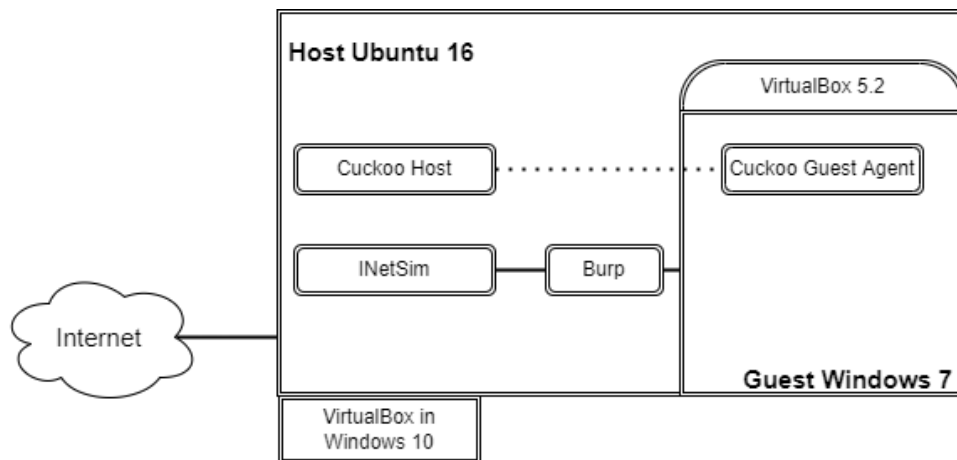 Host Ubuntu 16
VirtualBox 5.2
Cuckoo Host
Cuckoo Guest Agent
INetSim
Burp
Internet
Guest Windows 7
VirtualBox in
Windows 10